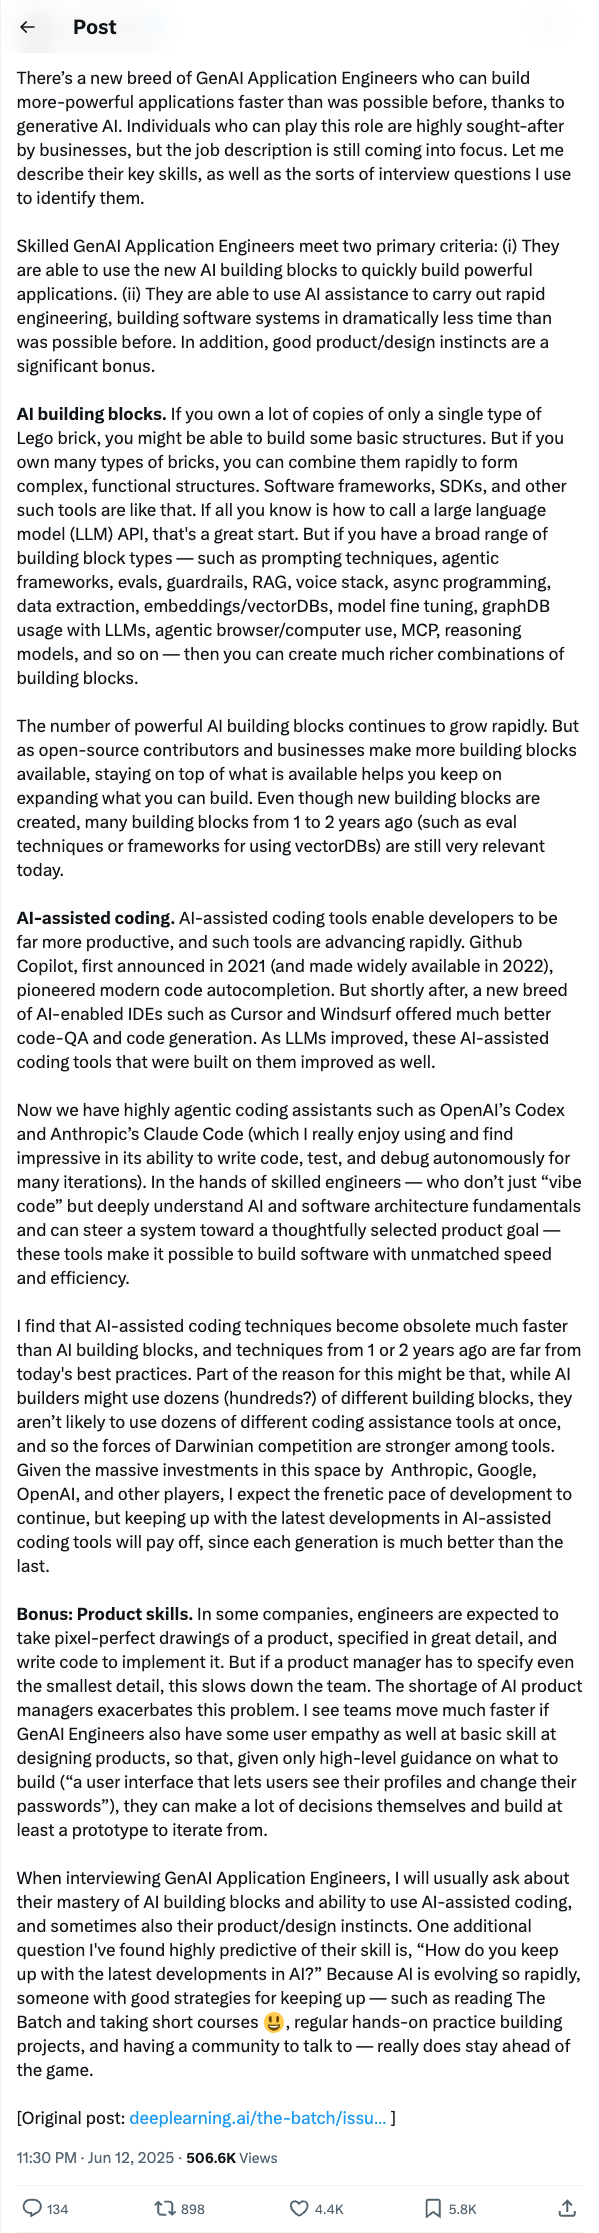 Post
There's a new breed of GenAI Application Engineers who can build
more-powerful applications faster than was possible before, thanks to
generative AI. Individuals who can play this role are highly sought-after
by businesses, but the job description is still coming into focus. Let me
describe their key skills, as well as the sorts of interview questions I use
to identify them.
Skilled GenAI Application Engineers meet two primary criteria: (i) They
are able to use the new AI building blocks to quickly build powerful
applications. (ii) They are able to use AI assistance to carry out rapid
engineering, building software systems in dramatically less time than
was possible before. In addition, good product/design instincts are a
significant bonus.
AI building blocks. If you own a lot of copies of only a single type of
Lego brick, you might be able to build some basic structures. But if you
own many types of bricks, you can combine them rapidly to form
complex, functional structures. Software frameworks, SDKs, and other
such tools are like that. If all you know is how to call a large language
model (LLM) API, that's a great start. But if you have a broad range of
building block types — such as prompting techniques, agentic
frameworks, evals, guardrails, RAG, voice stack, async programming,
data extraction, embeddings/vectorDBs, model fine tuning, graphDB
usage with LLMs, agentic browser/computer use, MCP, reasoning
models, and so on — then you can create much richer combinations of
building blocks.
The number of powerful AI building blocks continues to grow rapidly. But
as open-source contributors and businesses make more building blocks
available, staying on top of what is available helps you keep on
expanding what you can build. Even though new building blocks are
created, many building blocks from 1 to 2 years ago (such as eval
techniques or frameworks for using vectorDBs) are still very relevant
today.
AI-assisted coding. AI-assisted coding tools enable developers to be
far more productive, and such tools are advancing rapidly. Github
Copilot, first announced in 2021 (and made widely available in 2022),
pioneered modern code autocompletion. But shortly after, a new breed
of AI-enabled IDEs such as Cursor and Windsurf offered much better
code-QA and code generation. As LLMs improved, these AI-assisted
coding tools that were built on them improved as well.
Now we have highly agentic coding assistants such as OpenAI's Codex
and Anthropic's Claude Code (which I really enjoy using and find
impressive in its ability to write code, test, and debug autonomously for
many iterations). In the hands of skilled engineers — who don't just “vibe
code” but deeply understand AI and software architecture fundamentals
and can steer a system toward a thoughtfully selected product goal —
these tools make it possible to build software with unmatched speed
and efficiency.
I find that AI-assisted coding techniques become obsolete much faster
than AI building blocks, and techniques from 1 or 2 years ago are far from
today's best practices. Part of the reason for this might be that, while AI
builders might use dozens (hundreds?) of different building blocks, they
aren't likely to use dozens of different coding assistance tools at once,
and so the forces of Darwinian competition are stronger among tools.
Given the massive investments in this space by  Anthropic, Google,
OpenAI, and other players, I expect the frenetic pace of development to
continue, but keeping up with the latest developments in AI-assisted
coding tools will pay off, since each generation is much better than the
last.
Bonus: Product skills. In some companies, engineers are expected to
take pixel-perfect drawings of a product, specified in great detail, and
write code to implement it. But if a product manager has to specify even
the smallest detail, this slows down the team. The shortage of AI product
managers exacerbates this problem. I see teams move much faster if
GenAI Engineers also have some user empathy as well at basic skill at
designing products, so that, given only high-level guidance on what to
build (“a user interface that lets users see their profiles and change their
passwords”), they can make a lot of decisions themselves and build at
least a prototype to iterate from.
When interviewing GenAI Application Engineers, I will usually ask about
their mastery of AI building blocks and ability to use AI-assisted coding,
and sometimes also their product/design instincts. One additional
question I've found highly predictive of their skill is, “How do you keep
up with the latest developments in AI?” Because AI is evolving so rapidly,
someone with good strategies for keeping up — such as reading The
Batch and taking short courses 😃, regular hands-on practice building
projects, and having a community to talk to — really does stay ahead of
the game.
[Original post: deeplearning.ai/the-batch/issu… ]
11:30 PM · Jun 12, 2025 · 506.6K Views
134 898 4.4K 5.8K